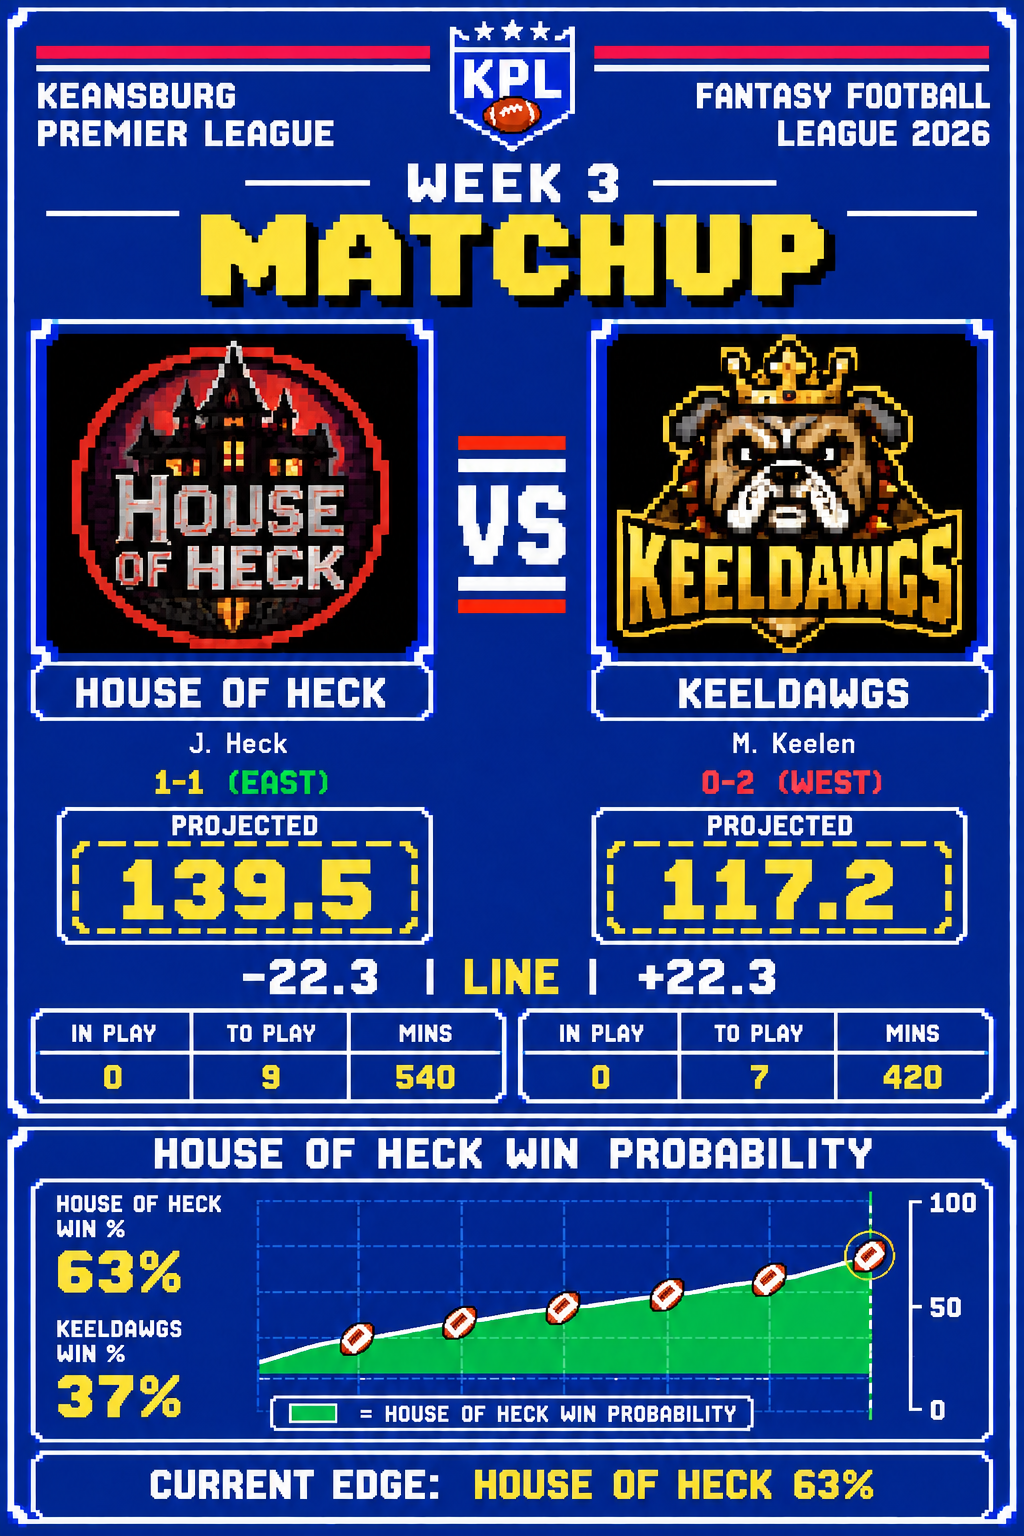 KPL
KEANSBURG
PREMIER LEAGUE
FANTASY FOOTBALL
LEAGUE 2026
WEEK 3
MATCHUP
HOUSE
OF HECK
VS
KEELDAWGS
HOUSE OF HECK
KEELDAWGS
J. Heck
M. Keelen
1-1 (EAST)
0-2 (WEST)
PROJECTED
139.5
PROJECTED
117.2
-22.3 | LINE | +22.3
IN PLAY TO PLAY MINS
0 9 540
IN PLAY TO PLAY MINS
0 7 420
HOUSE OF HECK WIN PROBABILITY
HOUSE OF HECK
WIN %
63%
KEELDAWGS
WIN %
37%
100
50
0
= HOUSE OF HECK WIN PROBABILITY
CURRENT EDGE: HOUSE OF HECK 63%